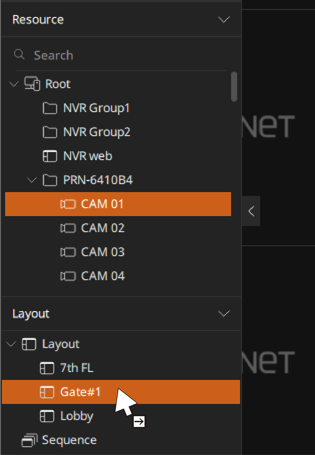 Resource
Search
Root
NVR Group1
NVR Group2
NVR web
PRN-6410B4
CAM 01
CAM 02
CAM 03
CAM 04
Layout
Layout
7th FL
Gate#1
Lobby
Sequence
NET
NET